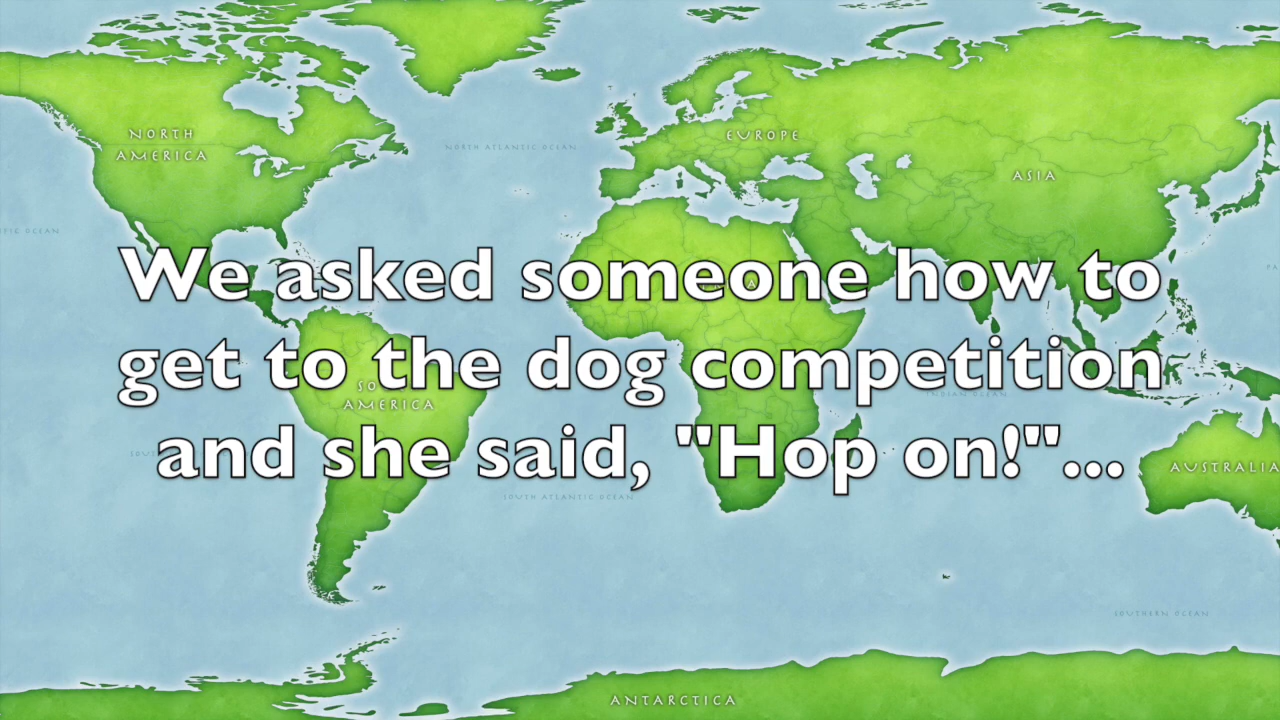 NORTH
AMERICA
NORTH ATLANTIC OCEAN
EUROPE
ASIA
OCEAN
We asked someone how to
get to the dog competition
and she said, "Hop on!"...
AMERICA
INDIAN OCEAN
AUSTRALIA
SOUTH ATLANTIC OCEAN
SOUTHERN OCEAN
ANTARCTICA